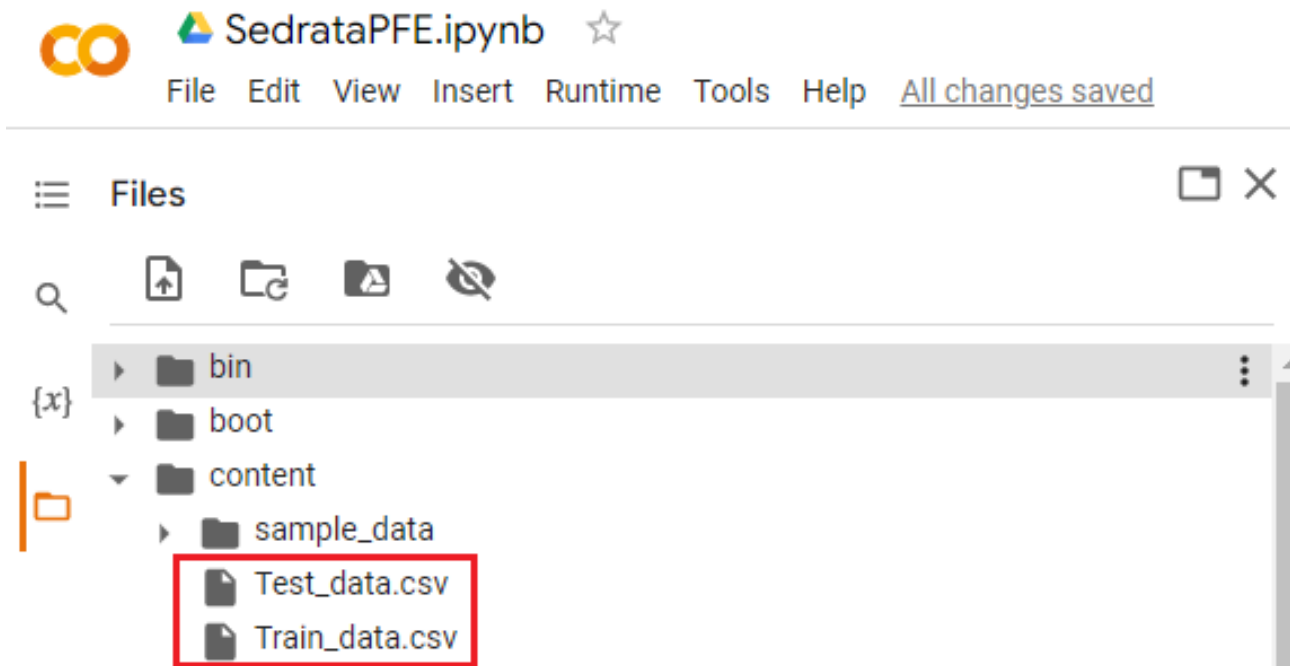 SedrataPFE.ipynb
File Edit View Insert Runtime Tools Help All changes saved
Files
bin
{x}
boot
content
sample_data
Test_data.csv
Train_data.csv